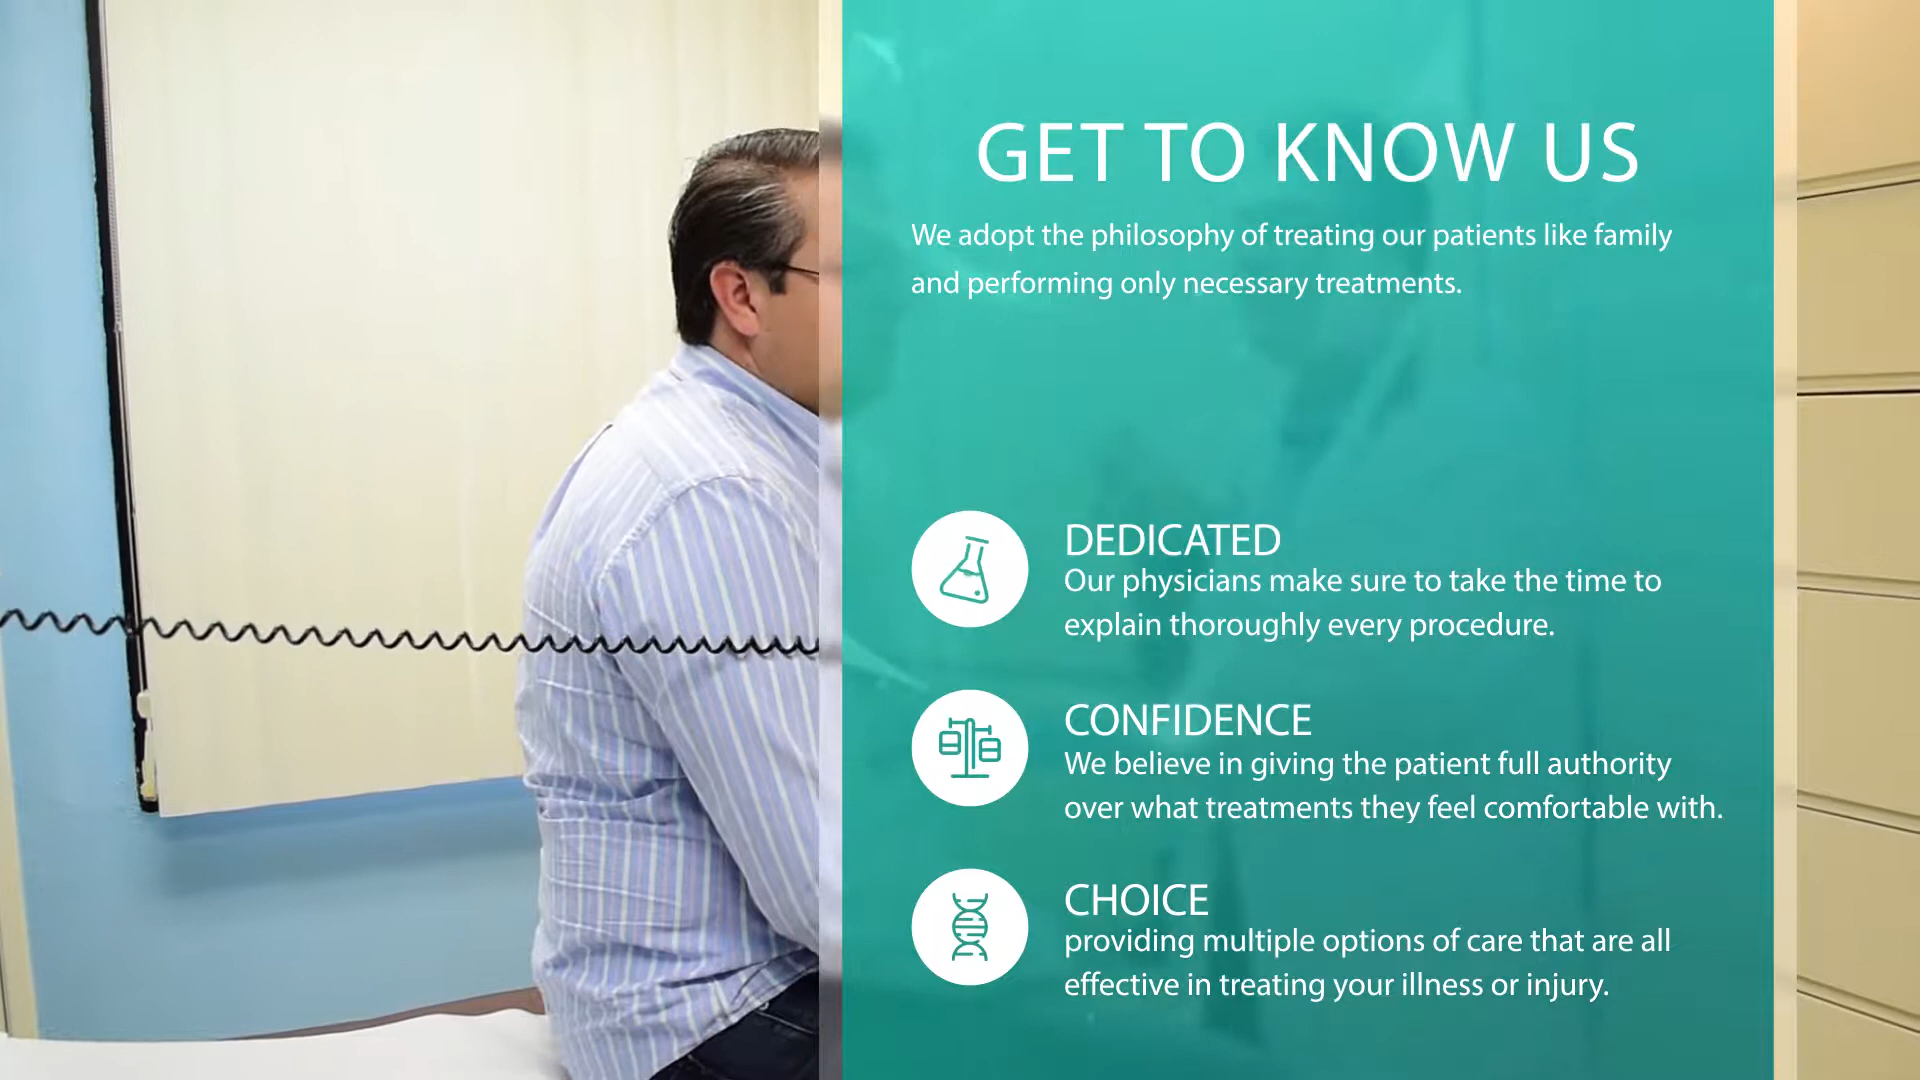 GET TO KNOW US
We adopt the philosophy of treating our patients like family
and performing only necessary treatments.
DEDICATED
Our physicians make sure to take the time to
explain thoroughly every procedure.
CONFIDENCE
We believe in giving the patient full authority
over what treatments they feel comfortable with.
CHOICE
providing multiple options of care that are all
effective in treating your illness or injury.